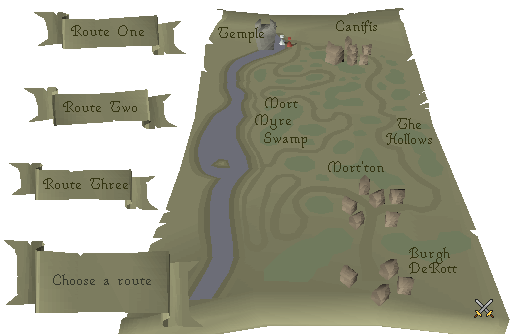 Route One
Route Two
Route Three
Choose a route
Temple
Canifis
Mort
Myre
Swamp
The
Hollows
Mort'ton
Burgh
DeRott